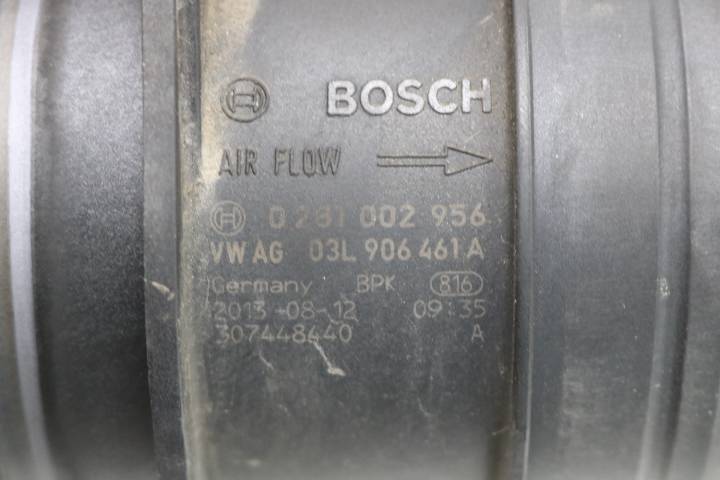 BOSCH
AIR FLOW
0 281 002 956
VW AG 03L 906 461 A
Germany BPK 816
2013-08-12 09:35
307448440 A